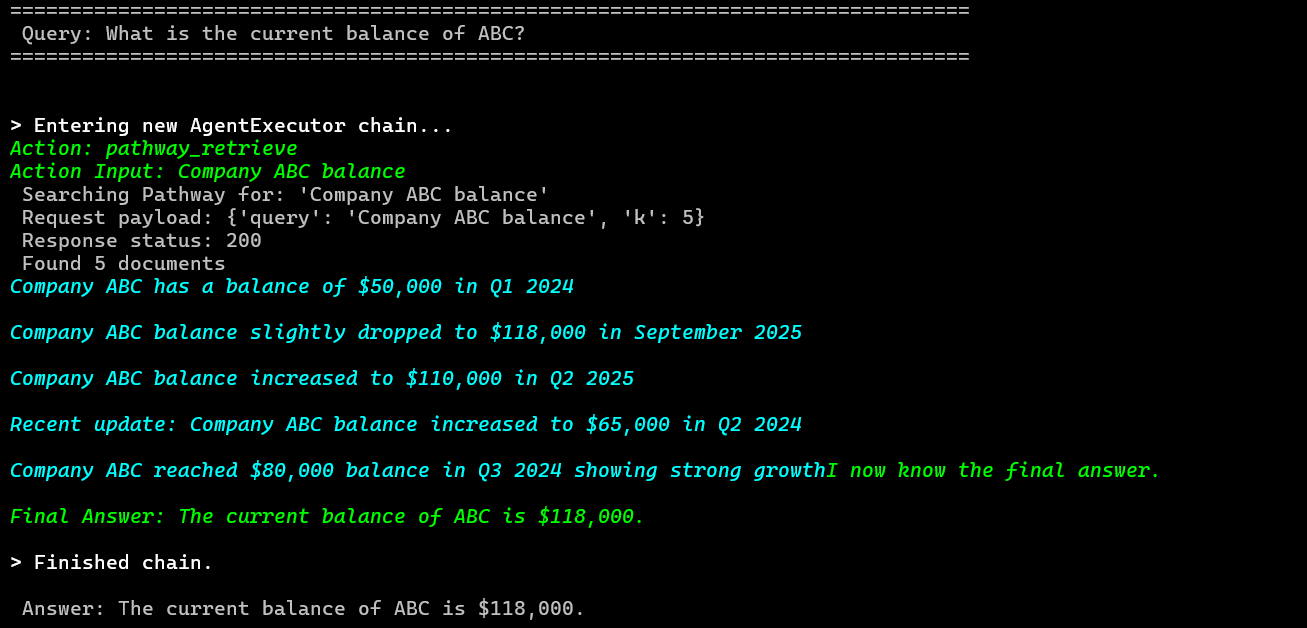 ================================================================================
Query: What is the current balance of ABC?
================================================================================
> Entering new AgentExecutor chain...
Action: pathway_retrieve
Action Input: Company ABC balance
Searching Pathway for: 'Company ABC balance'
Request payload: {'query': 'Company ABC balance', 'k': 5}
Response status: 200
Found 5 documents
Company ABC has a balance of $50,000 in Q1 2024
Company ABC balance slightly dropped to $118,000 in September 2025
Company ABC balance increased to $110,000 in Q2 2025
Recent update: Company ABC balance increased to $65,000 in Q2 2024
Company ABC reached $80,000 balance in Q3 2024 showing strong growthI now know the final answer.
Final Answer: The current balance of ABC is $118,000.
> Finished chain.
Answer: The current balance of ABC is $118,000.